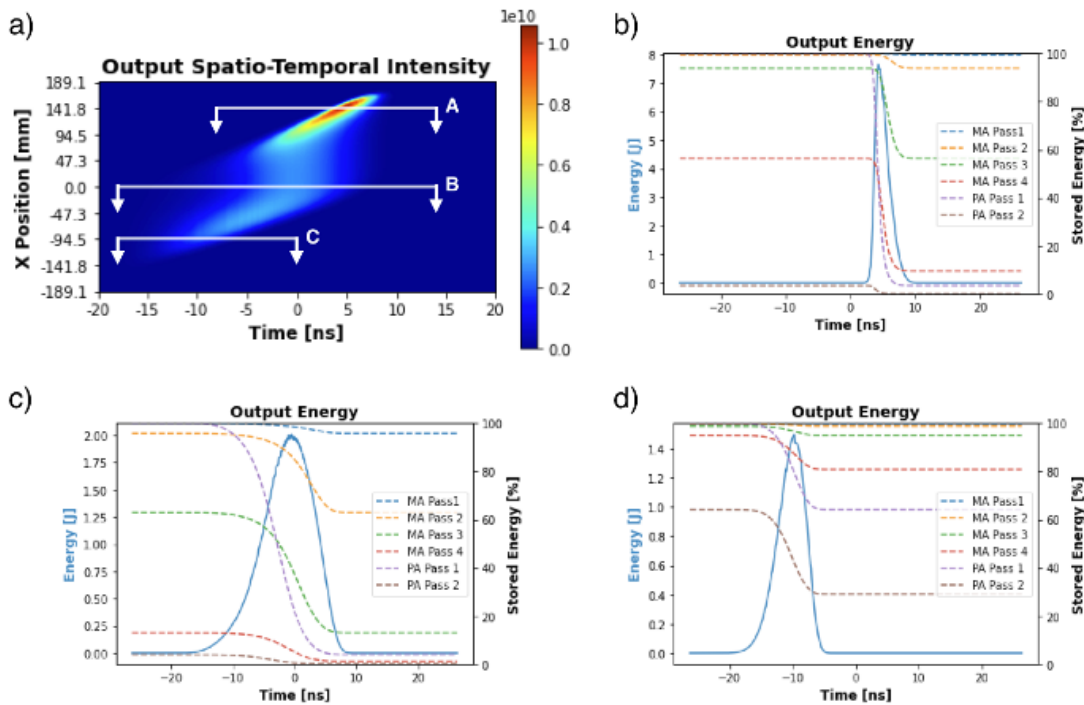 a)
1e10
Output Spatio-Temporal Intensity
189.1
141.8
94.5
47.3
0.0
-47.3
-94.5
-141.8
-189.1
X Position [mm]
A
B
C
-20 -15 -10 -5 0 5 10 15 20
Time [ns]
1.0
0.8
0.6
0.4
0.2
0.0
b)
Output Energy
8
7
6
5
4
3
2
1
0
Energy [J]
100
80
60
40
20
0
Stored Energy [%]
MA Pass1
MA Pass 2
MA Pass 3
MA Pass 4
PA Pass 1
PA Pass 2
−20 −10 0 10 20
Time [ns]
c)
Output Energy
2.00
1.75
1.50
1.25
1.00
0.75
0.50
0.25
0.00
Energy [J]
100
80
60
40
20
0
Stored Energy [%]
MA Pass1
MA Pass 2
MA Pass 3
MA Pass 4
PA Pass 1
PA Pass 2
−20 −10 0 10 20
Time [ns]
d)
Output Energy
1.4
1.2
1.0
0.8
0.6
0.4
0.2
0.0
Energy [J]
100
80
60
40
20
0
Stored Energy [%]
MA Pass1
MA Pass 2
MA Pass 3
MA Pass 4
PA Pass 1
PA Pass 2
−20 −10 0 10 20
Time [ns]